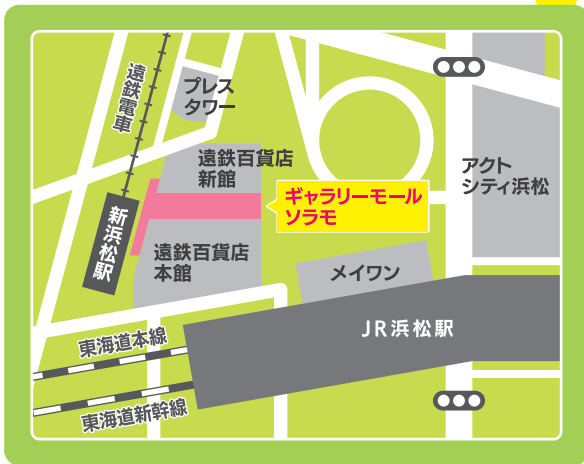 遠鉄電車
プレス
タワー
遠鉄百貨店
新館
アクト
シティ浜松
ギャラリーモール
ソラモ
新浜松駅
遠鉄百貨店
本館
メイワン
JR浜松駅
東海道本線
東海道新幹線